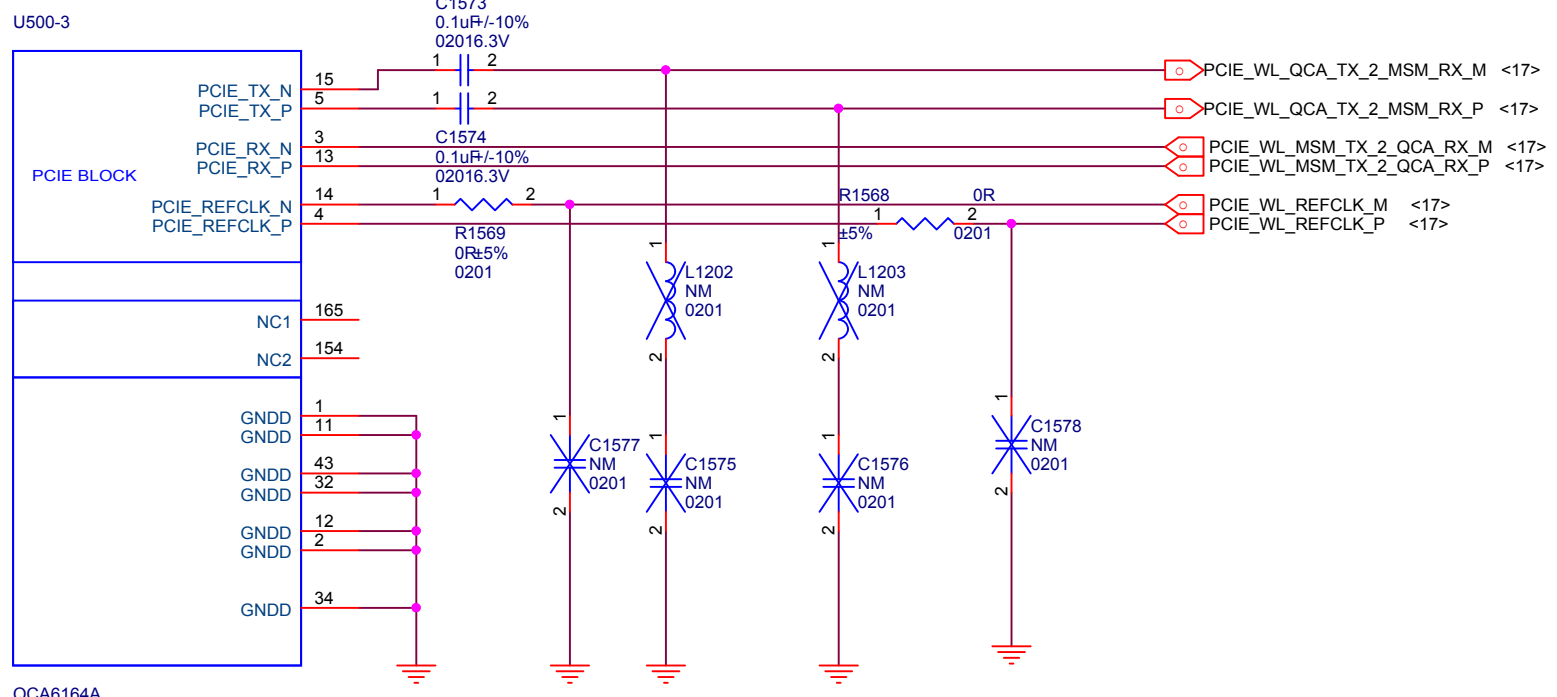 C1573
U500-3
0.1uF+/-10%
02016.3V
1 2
PCIE_WL_QCA_TX_2_MSM_RX_M <17>
15
PCIE_TX_N
5
PCIE_TX_P
1 2
PCIE_WL_QCA_TX_2_MSM_RX_P <17>
3
PCIE_RX_N
C1574
PCIE_WL_MSM_TX_2_QCA_RX_M <17>
13
PCIE_RX_P
0.1uF+/-10%
PCIE_WL_MSM_TX_2_QCA_RX_P <17>
PCIE BLOCK
02016.3V
14
PCIE_REFCLK_N
1 2
R1568 0R
PCIE_WL_REFCLK_M <17>
4
PCIE_REFCLK_P
1 2
PCIE_WL_REFCLK_P <17>
R1569
±5%
0201
0R±5%
0201
1
1
L1202
NM
0201
L1203
NM
0201
165
NC1
154
NC2
2
2
1
GNDD
11
GNDD
43
GNDD
32
GNDD
12
GNDD
2
GNDD
34
GNDD
1
C1577
NM
0201
2
1
C1575
NM
0201
2
1
C1576
NM
0201
2
1
C1578
NM
0201
2
QCA6164A